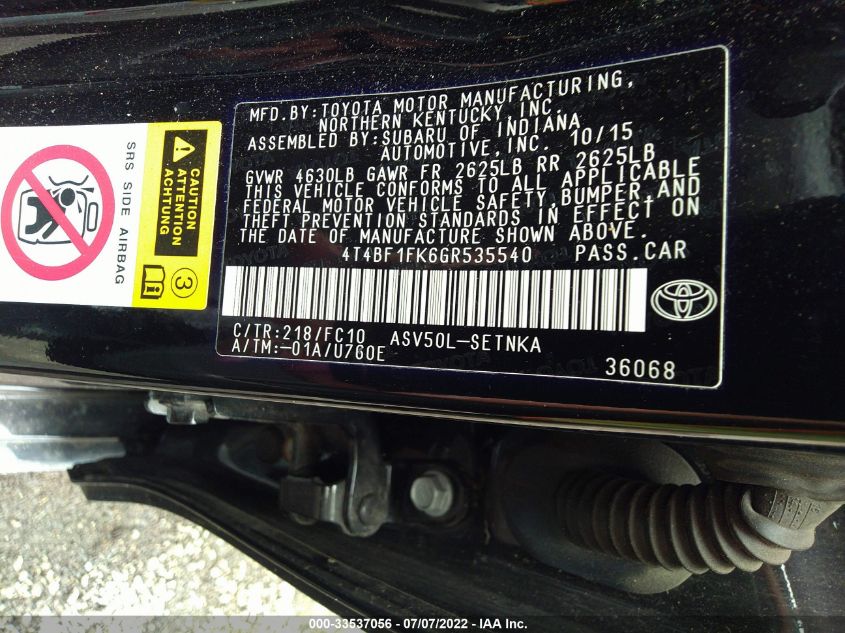 MFD.BY:TOYOTA MOTOR MANUFACTURING,
NORTHERN KENTUCKY, INC.
ASSEMBLED BY:SUBARU OF INDIANA
AUTOMOTIVE, INC. 10/15
GVWR 4630LB GAWR FR 2625LB RR 2625LB
THIS VEHICLE CONFORMS TO ALL APPLICABLE
FEDERAL MOTOR VEHICLE SAFETY,BUMPER,AND
THEFT PREVENTION STANDARDS IN EFFECT ON
THE DATE OF MANUFACTURE SHOWN ABOVE.
4T4BF1FK6GR535540 PASS.CAR
C/TR:218/FC10 ASV50L-SETNKA
A/TM:-01A/U760E
36068
CAUTION
ATTENTION
ACHTUNG
SRS SIDE AIRBAG
3
000-33537056 / 07/07/2022 - IAA Inc.